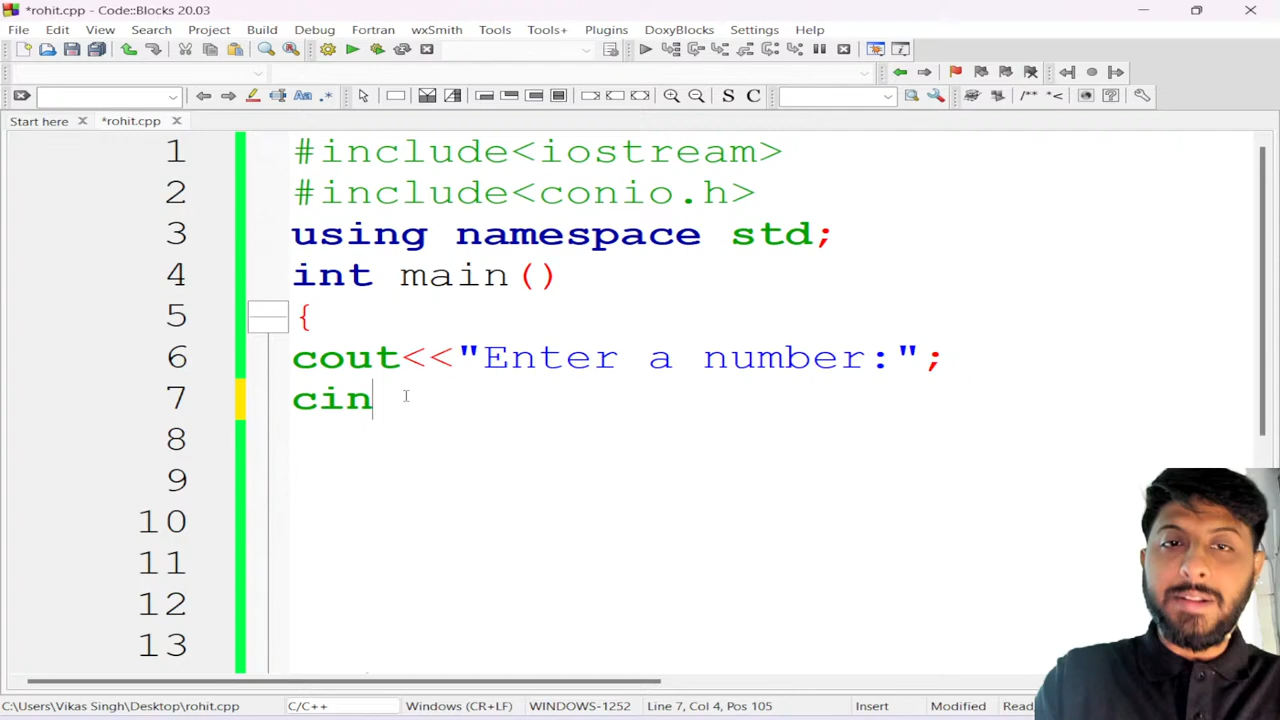 *rohit.cpp - Code::Blocks 20.03
File Edit View Search Project Build Debug Fortran wxSmith Tools Tools+ Plugins DoxyBlocks Settings Help
S C /** *<
Start here *rohit.cpp
1 #include<iostream>
2 #include<conio.h>
3 using namespace std;
4 int main()
5 {
6 cout<<"Enter a number:";
7 cin
8
9
10
11
12
13
C:\Users\Vikas Singh\Desktop\rohit.cpp C/C++ Windows (CR+LF) WINDOWS-1252 Line 7, Col 4, Pos 105 Insert Modified